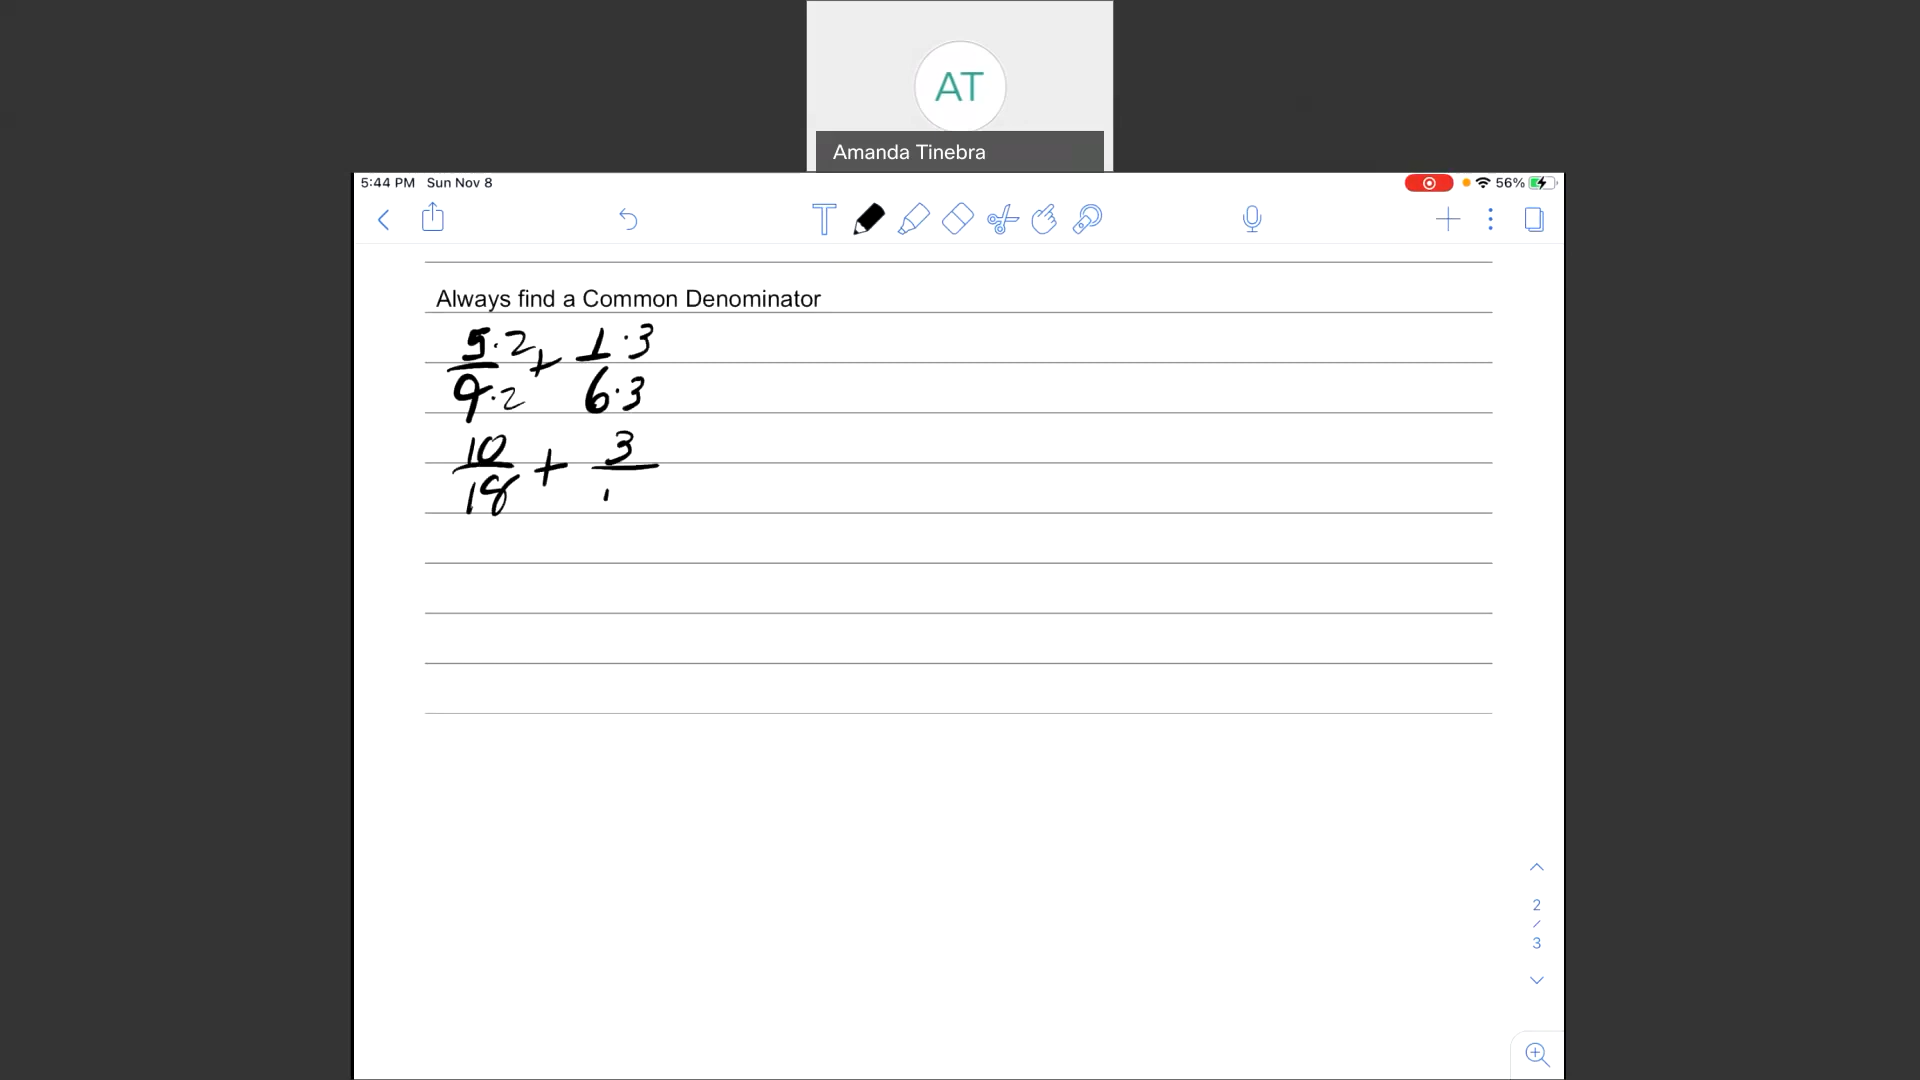 AT
Amanda Tinebra
5:44 PM Sun Nov 8
56%
T
Always find a Common Denominator
5·2 + 1·3
9·2 6·3
10 + 3
18 1
2
/
3